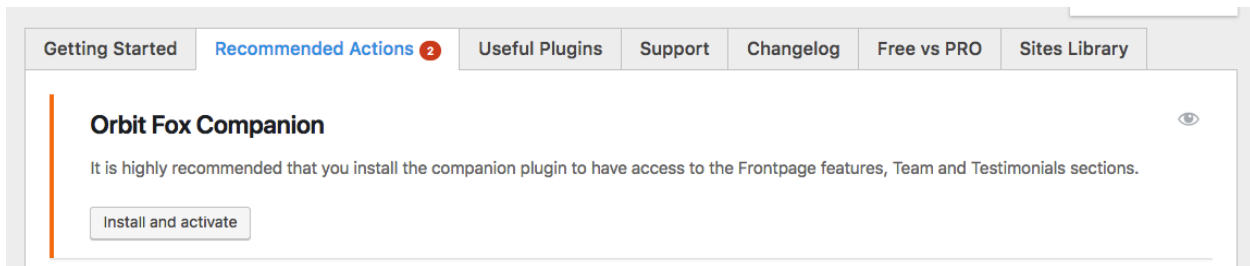 Getting Started Recommended Actions 2 Useful Plugins Support Changelog Free vs PRO Sites Library
Orbit Fox Companion
It is highly recommended that you install the companion plugin to have access to the Frontpage features, Team and Testimonials sections.
Install and activate